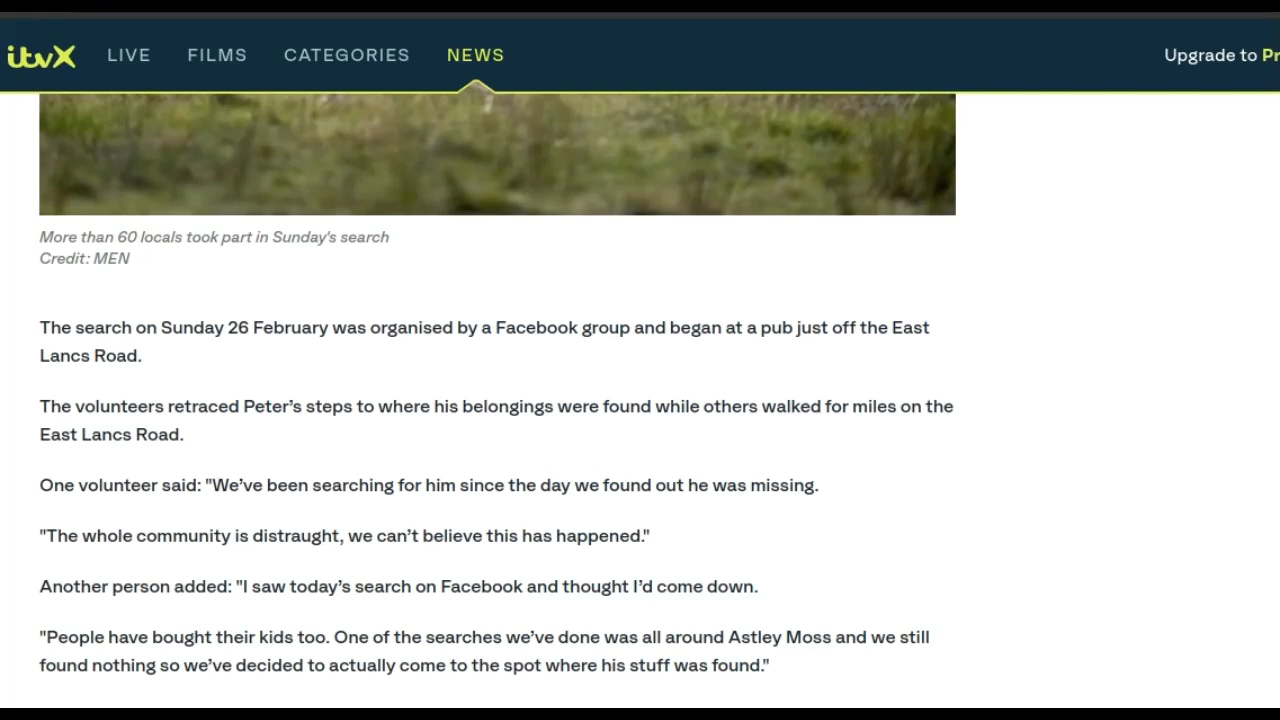 itvX LIVE FILMS CATEGORIES NEWS Upgrade to Pr
More than 60 locals took part in Sunday's search
Credit: MEN
The search on Sunday 26 February was organised by a Facebook group and began at a pub just off the East
Lancs Road.
The volunteers retraced Peter’s steps to where his belongings were found while others walked for miles on the
East Lancs Road.
One volunteer said: "We’ve been searching for him since the day we found out he was missing.
"The whole community is distraught, we can’t believe this has happened."
Another person added: "I saw today’s search on Facebook and thought I’d come down.
"People have bought their kids too. One of the searches we’ve done was all around Astley Moss and we still
found nothing so we’ve decided to actually come to the spot where his stuff was found."